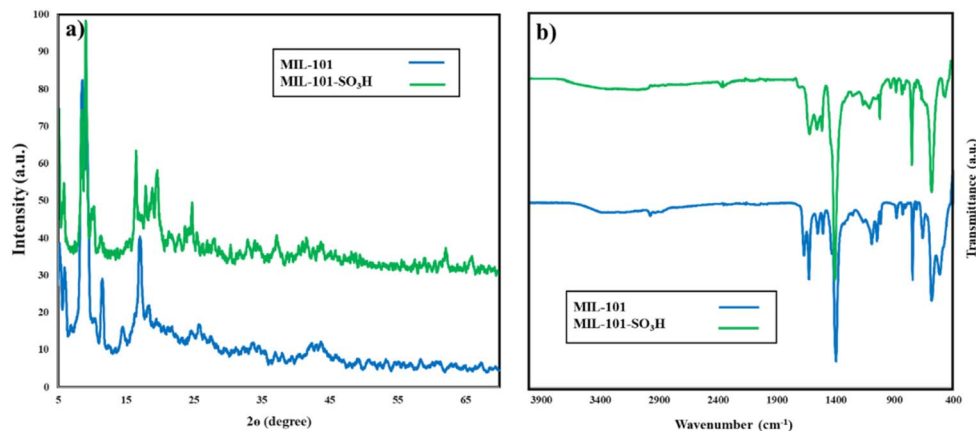 a)
100
90
80
70
60
50
40
30
20
10
0
Intensity (a.u.)
MIL-101
MIL-101-SO₃H
5 15 25 35 45 55 65
2ɵ (degree)
b)
MIL-101
MIL-101-SO₃H
3900 3400 2900 2400 1900 1400 900 400
Wavenumber (cm⁻¹)
Transmittance (a.u.)